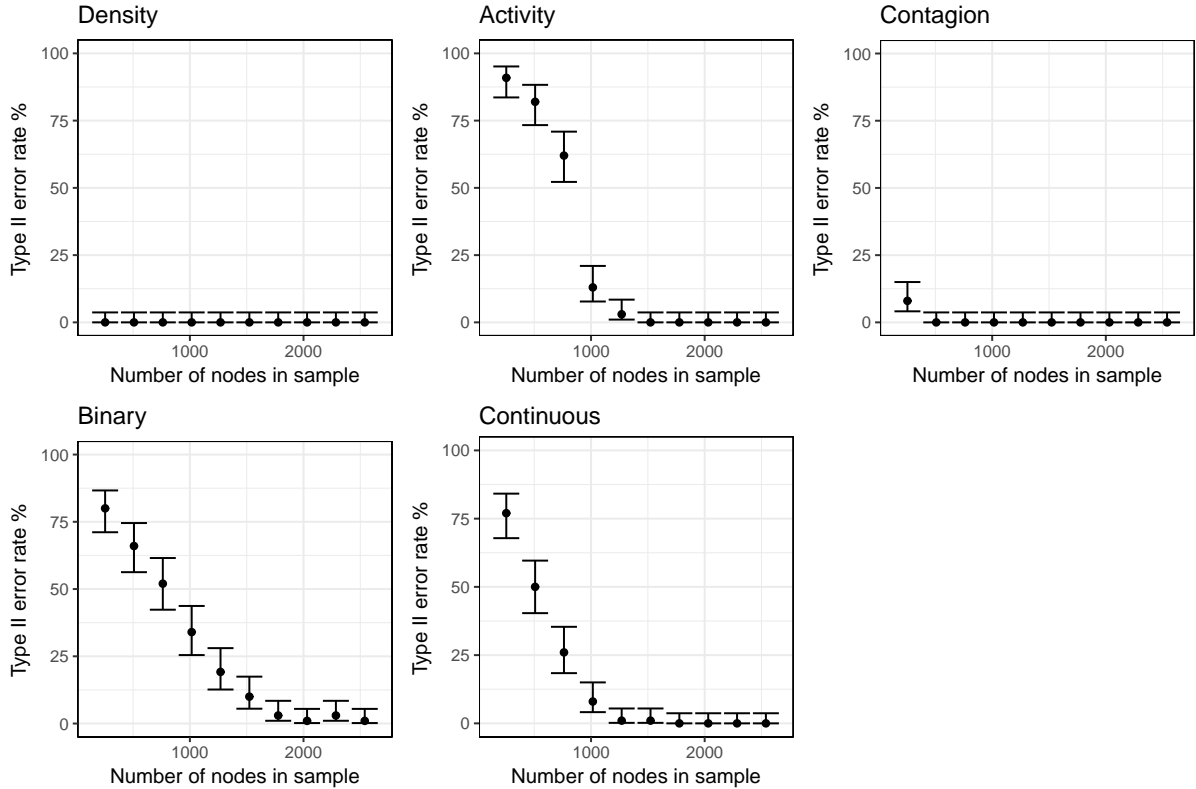 Density
Activity
Contagion
100
75
50
25
0
Type II error rate %
1000
2000
Number of nodes in sample
100
75
50
25
0
Type II error rate %
1000
2000
Number of nodes in sample
100
75
50
25
0
Type II error rate %
1000
2000
Number of nodes in sample
Binary
Continuous
100
75
50
25
0
Type II error rate %
1000
2000
Number of nodes in sample
100
75
50
25
0
Type II error rate %
1000
2000
Number of nodes in sample